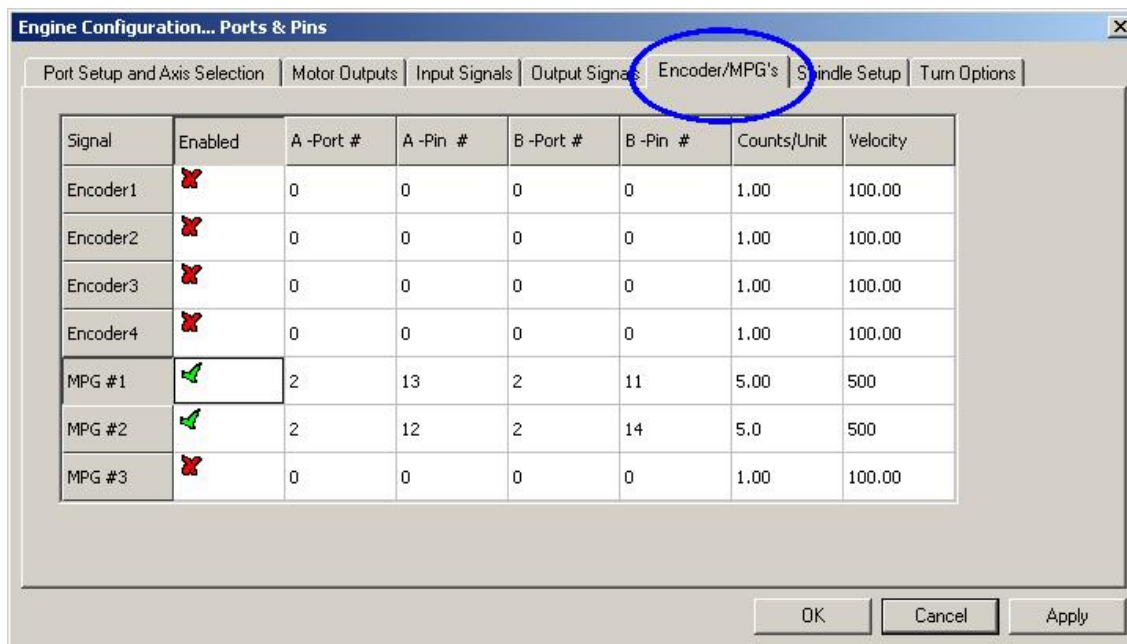 Engine Configuration... Ports & Pins
Port Setup and Axis Selection Motor Outputs Input Signals Output Signals Encoder/MPG's Spindle Setup Turn Options
Signal Enabled A -Port # A -Pin # B -Port # B -Pin # Counts/Unit Velocity
Encoder1 0 0 0 0 1.00 100.00
Encoder2 0 0 0 0 1.00 100.00
Encoder3 0 0 0 0 1.00 100.00
Encoder4 0 0 0 0 1.00 100.00
MPG #1 2 13 2 11 5.00 500
MPG #2 2 12 2 14 5.0 500
MPG #3 0 0 0 0 1.00 100.00
OK Cancel Apply